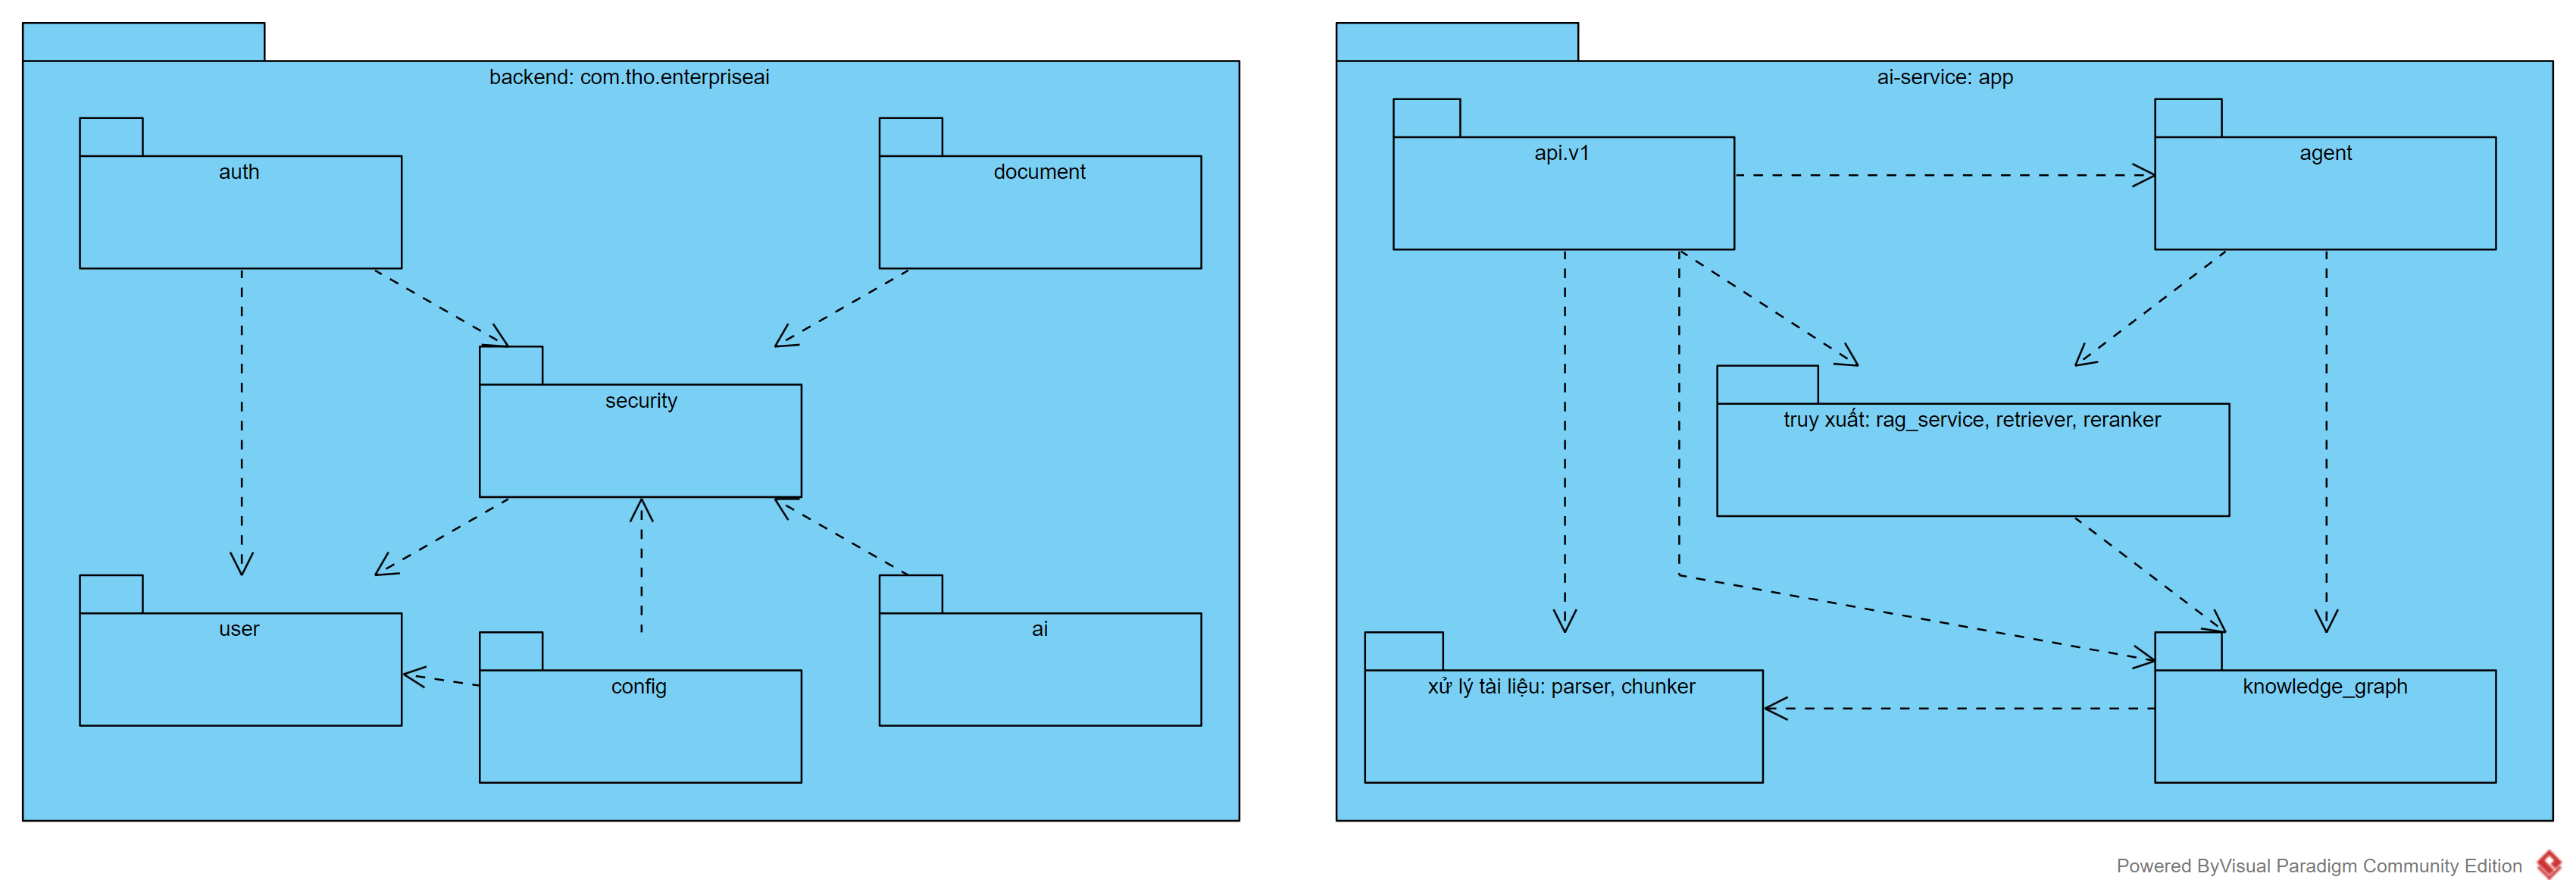 backend: com.tho.enterpriseai
auth
document
security
user
config
ai
ai-service: app
api.v1
agent
truy xuất: rag_service, retriever, reranker
xử lý tài liệu: parser, chunker
knowledge_graph
Powered ByVisual Paradigm Community Edition